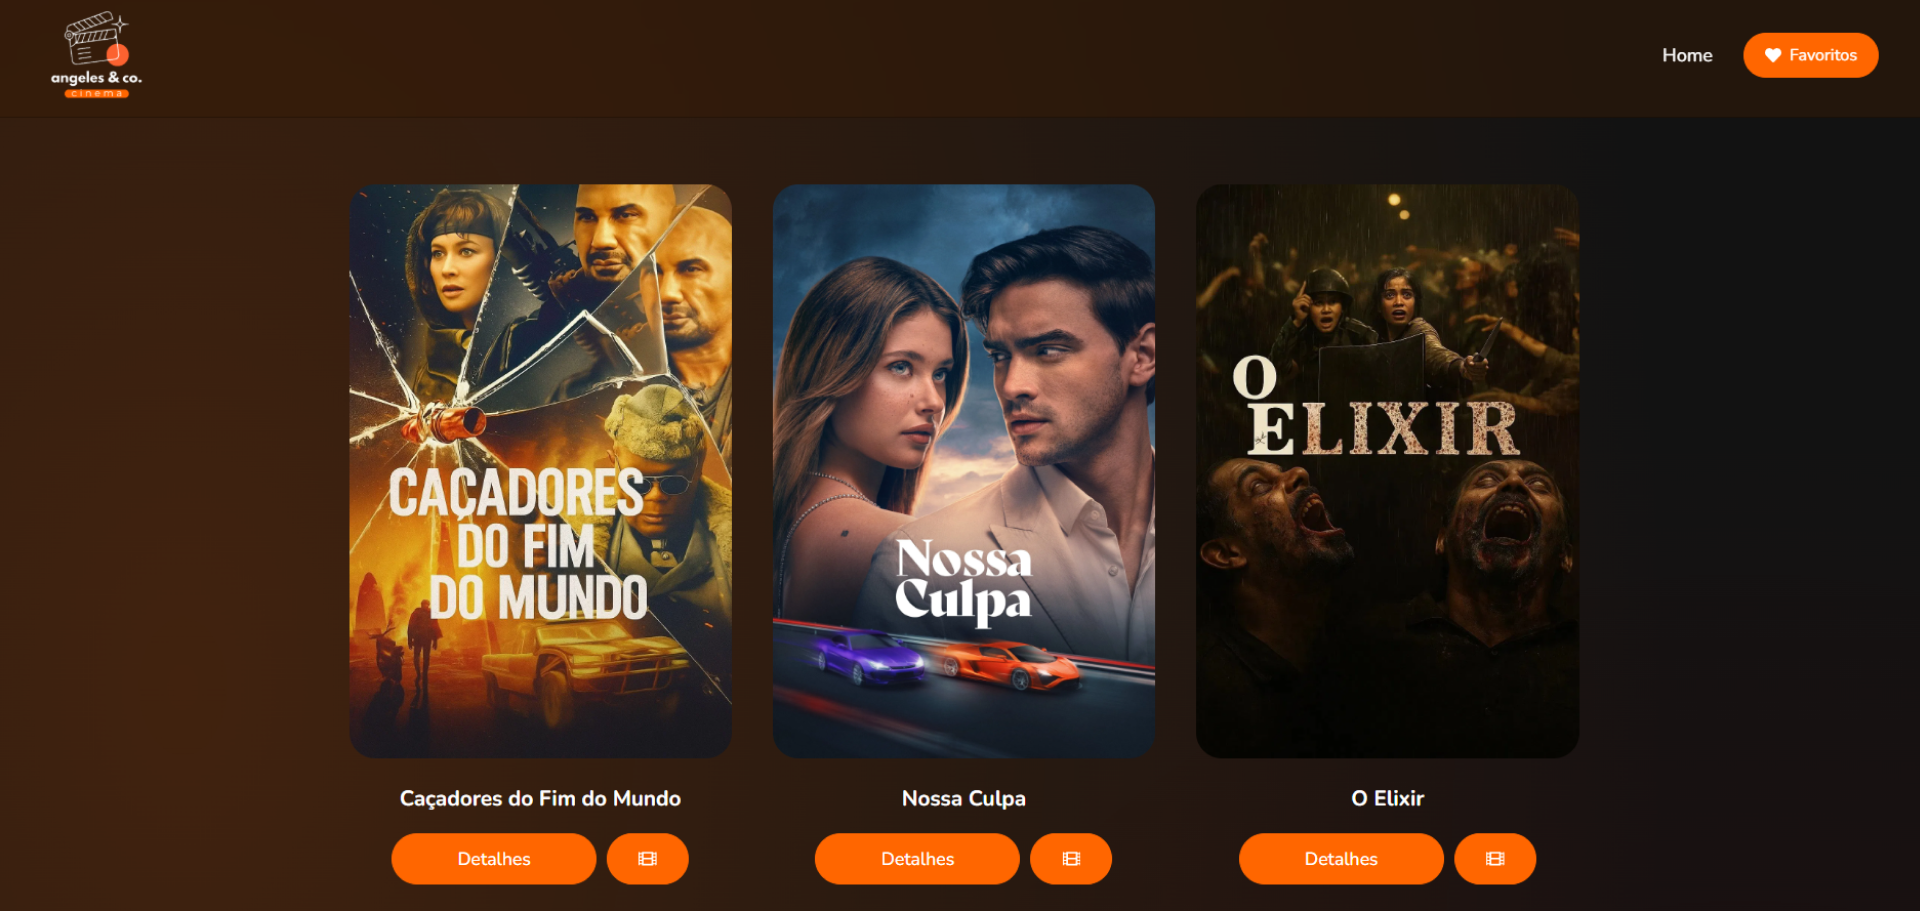 angeles & co.
cinema
Home
Favoritos
CAÇADORES
DO FIM
DO MUNDO
Nossa
Culpa
O
ELIXIR
Caçadores do Fim do Mundo
Nossa Culpa
O Elixir
Detalhes
Detalhes
Detalhes